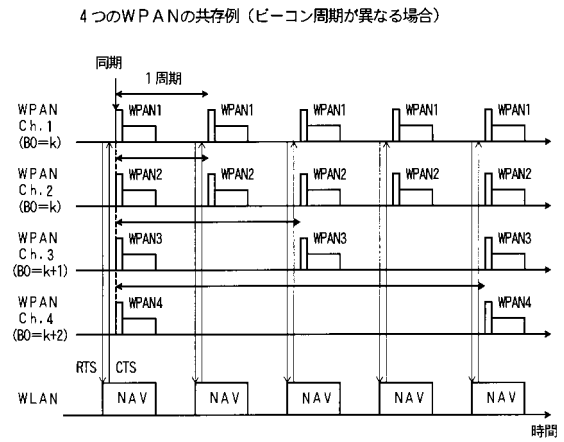 4つのWPANの共存例（ビーコン周期が異なる場合）
同期
1周期
WPAN Ch.1 (BO=k)
WPAN1 WPAN1 WPAN1 WPAN1 WPAN1
WPAN Ch.2 (BO=k)
WPAN2 WPAN2 WPAN2 WPAN2 WPAN2
WPAN Ch.3 (BO=k+1)
WPAN3 WPAN3 WPAN3
WPAN Ch.4 (BO=k+2)
WPAN4 WPAN4
RTS CTS
WLAN NAV NAV NAV NAV NAV
時間